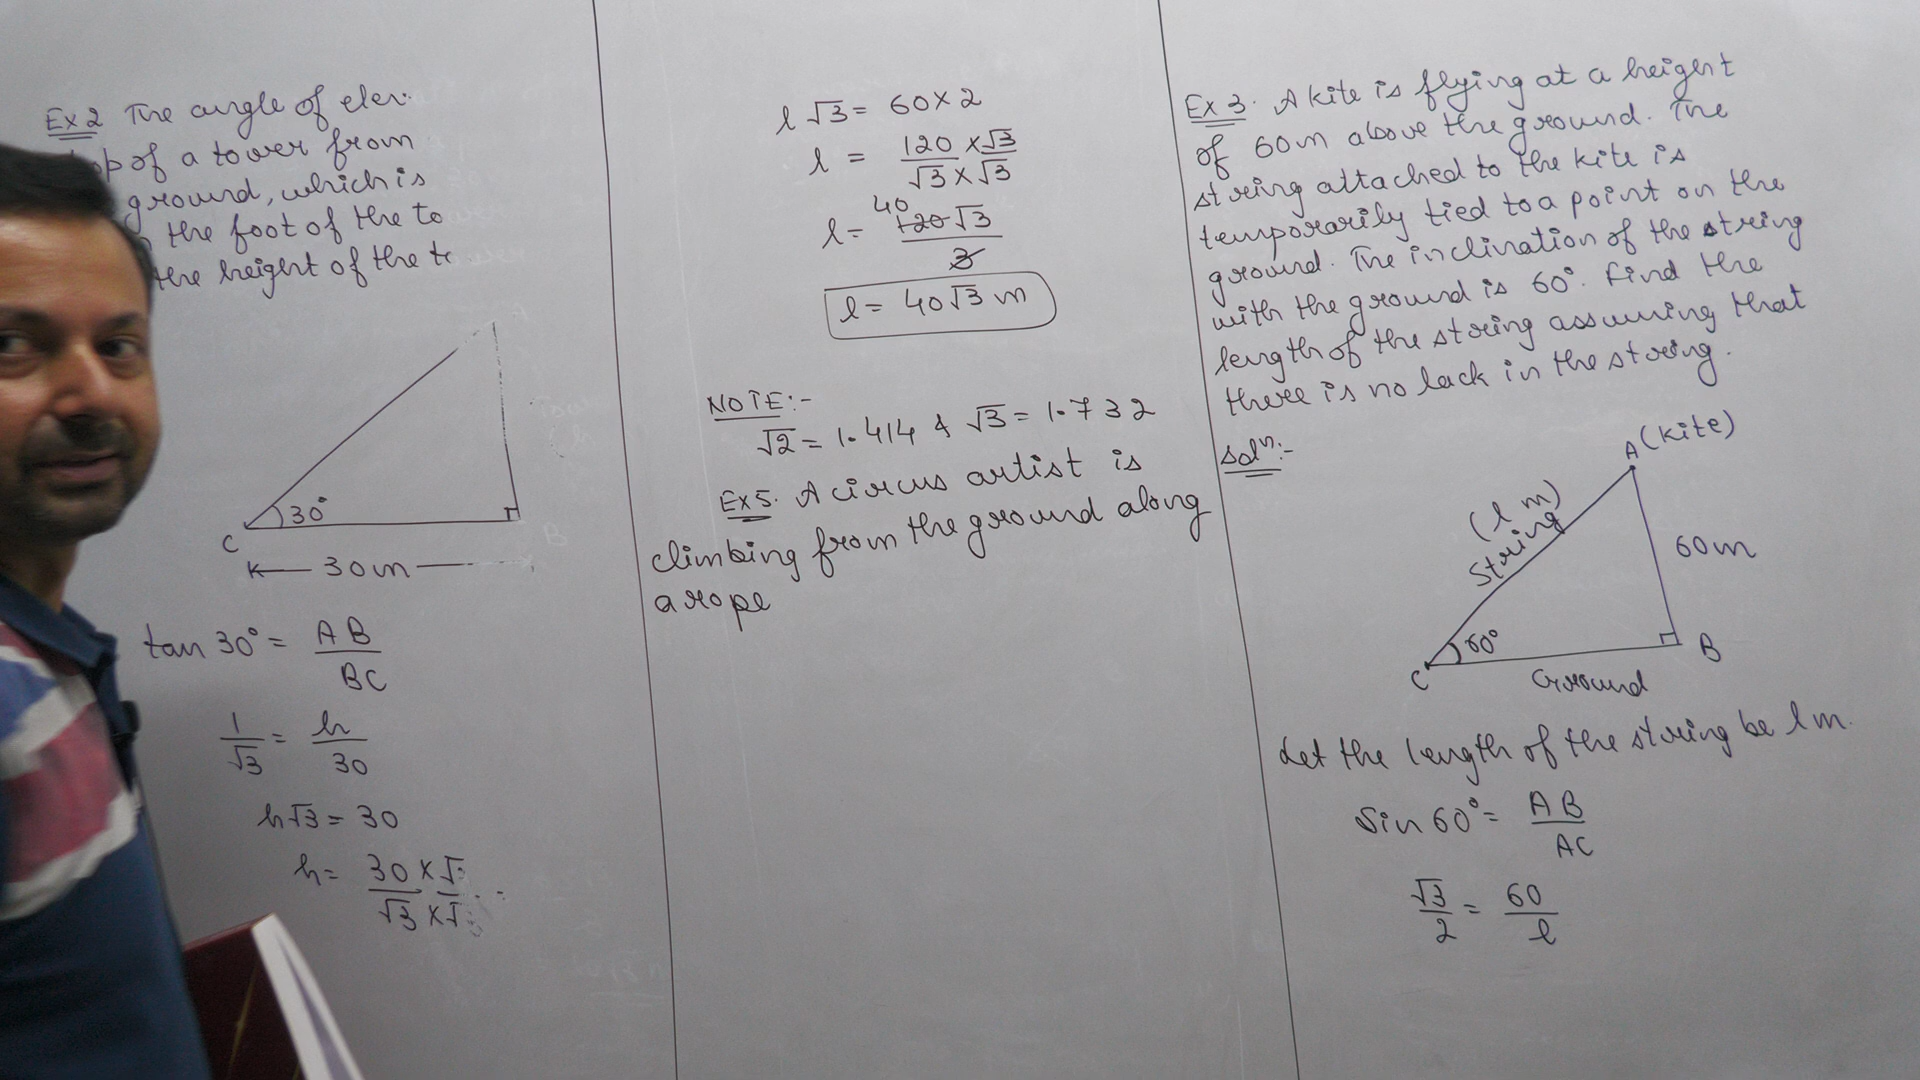 Ex 2 The angle of elev.
top of a tower from
ground, which is
the foot of the to
the height of the t
30°
C
30m
tan 30° = AB/BC
1/√3 = h/30
h√3 = 30
h = 30 × √/√3 × √
l√3 = 60×2
l = 120 × √3/√3 × √3
40
l = 120√3/3
l = 40√3 m
NOTE:-
√2 = 1.414 & √3 = 1.732
Ex 5. A circus artist is
climbing from the ground along
a rope
Ex 3. A kite is flying at a height
of 60m above the ground. The
string attached to the kite is
temporarily tied to a point on the
ground. The inclination of the string
with the ground is 60°. Find the
length of the string assuming that
there is no lack in the string.
Solⁿ:-
A (kite)
(l m)
String
60m
60°
C
B
Ground
Let the length of the string be l m.
Sin 60° = AB/AC
√3/2 = 60/l